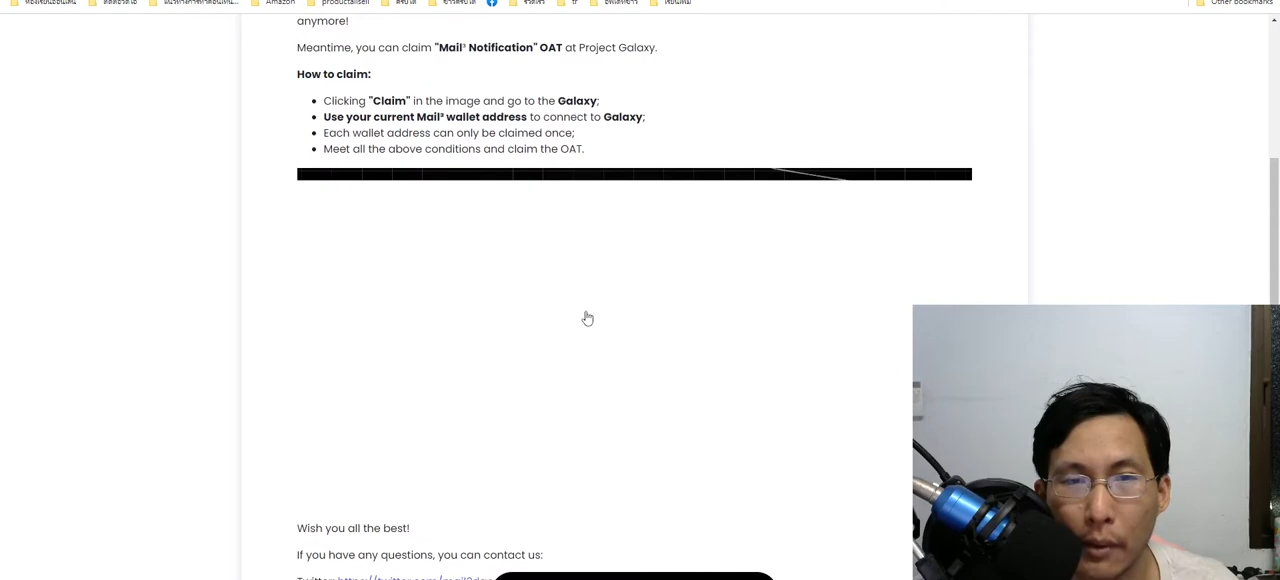 Amazon
productallsell
tr
Other bookmarks
anymore!
Meantime, you can claim "Mail³ Notification" OAT at Project Galaxy.
How to claim:
Clicking "Claim" in the image and go to the Galaxy;
Use your current Mail³ wallet address to connect to Galaxy;
Each wallet address can only be claimed once;
Meet all the above conditions and claim the OAT.
Wish you all the best!
If you have any questions, you can contact us: